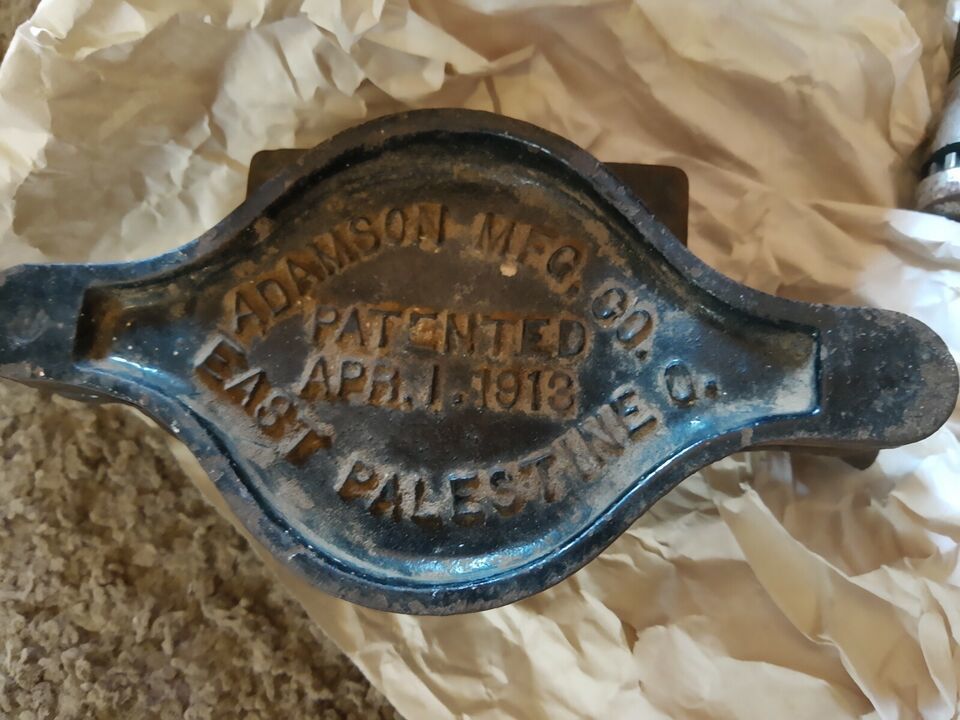 ADAMSON MFG. CO.
PATENTED
APR. 1. 1913
EAST PALESTINE O.